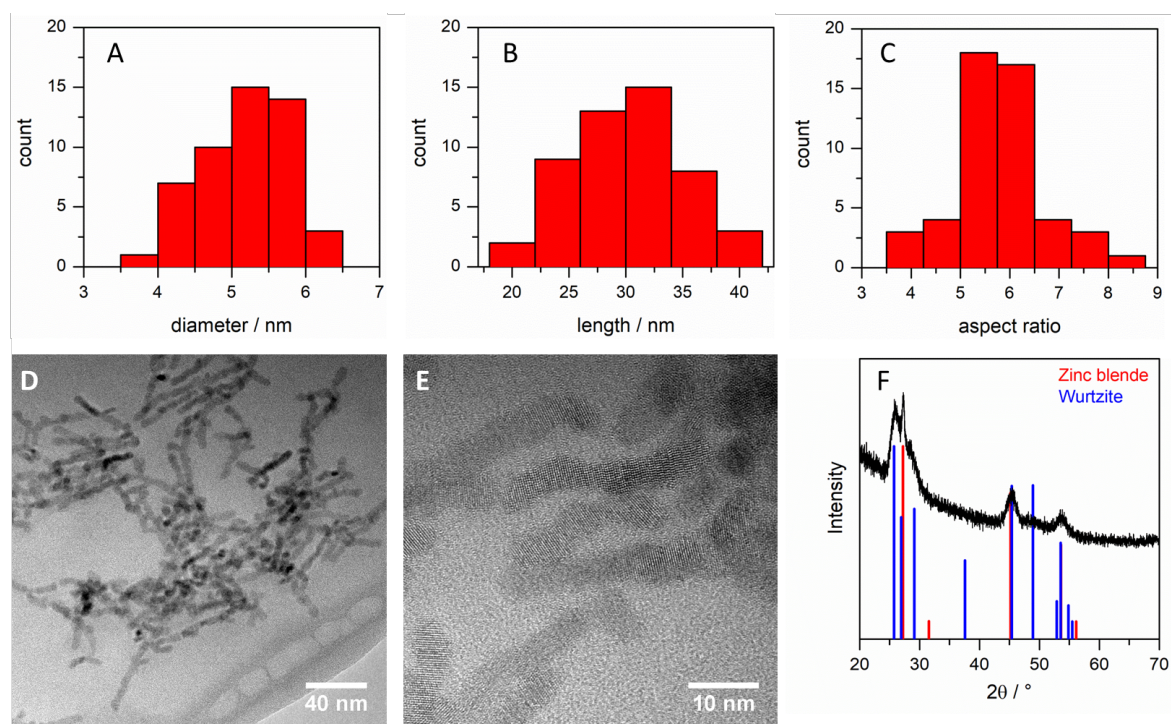 A
count
20
15
10
5
0
3 4 5 6 7
diameter / nm
B
count
20
15
10
5
0
20 25 30 35 40
length / nm
C
count
20
15
10
5
0
3 4 5 6 7 8 9
aspect ratio
D
40 nm
E
10 nm
F
Zinc blende
Wurtzite
Intensity
20 30 40 50 60 70
2θ / °